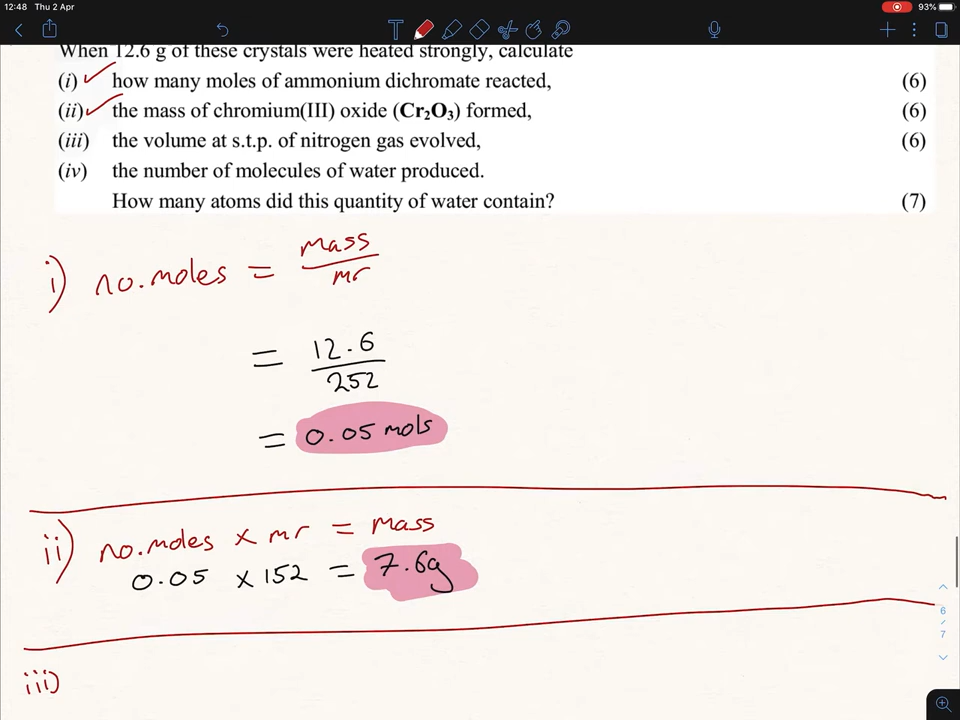 12:48 Thu 2 Apr
93%
When 12.6 g of these crystals were heated strongly, calculate
(i) how many moles of ammonium dichromate reacted, (6)
(ii) the mass of chromium(III) oxide (Cr₂O₃) formed, (6)
(iii) the volume at s.t.p. of nitrogen gas evolved, (6)
(iv) the number of molecules of water produced.
How many atoms did this quantity of water contain? (7)
i) no.moles = mass / mr
= 12.6 / 252
= 0.05 mols
ii) no.moles x mr = mass
0.05 x 152 = 7.6g
iii)
6 / 7